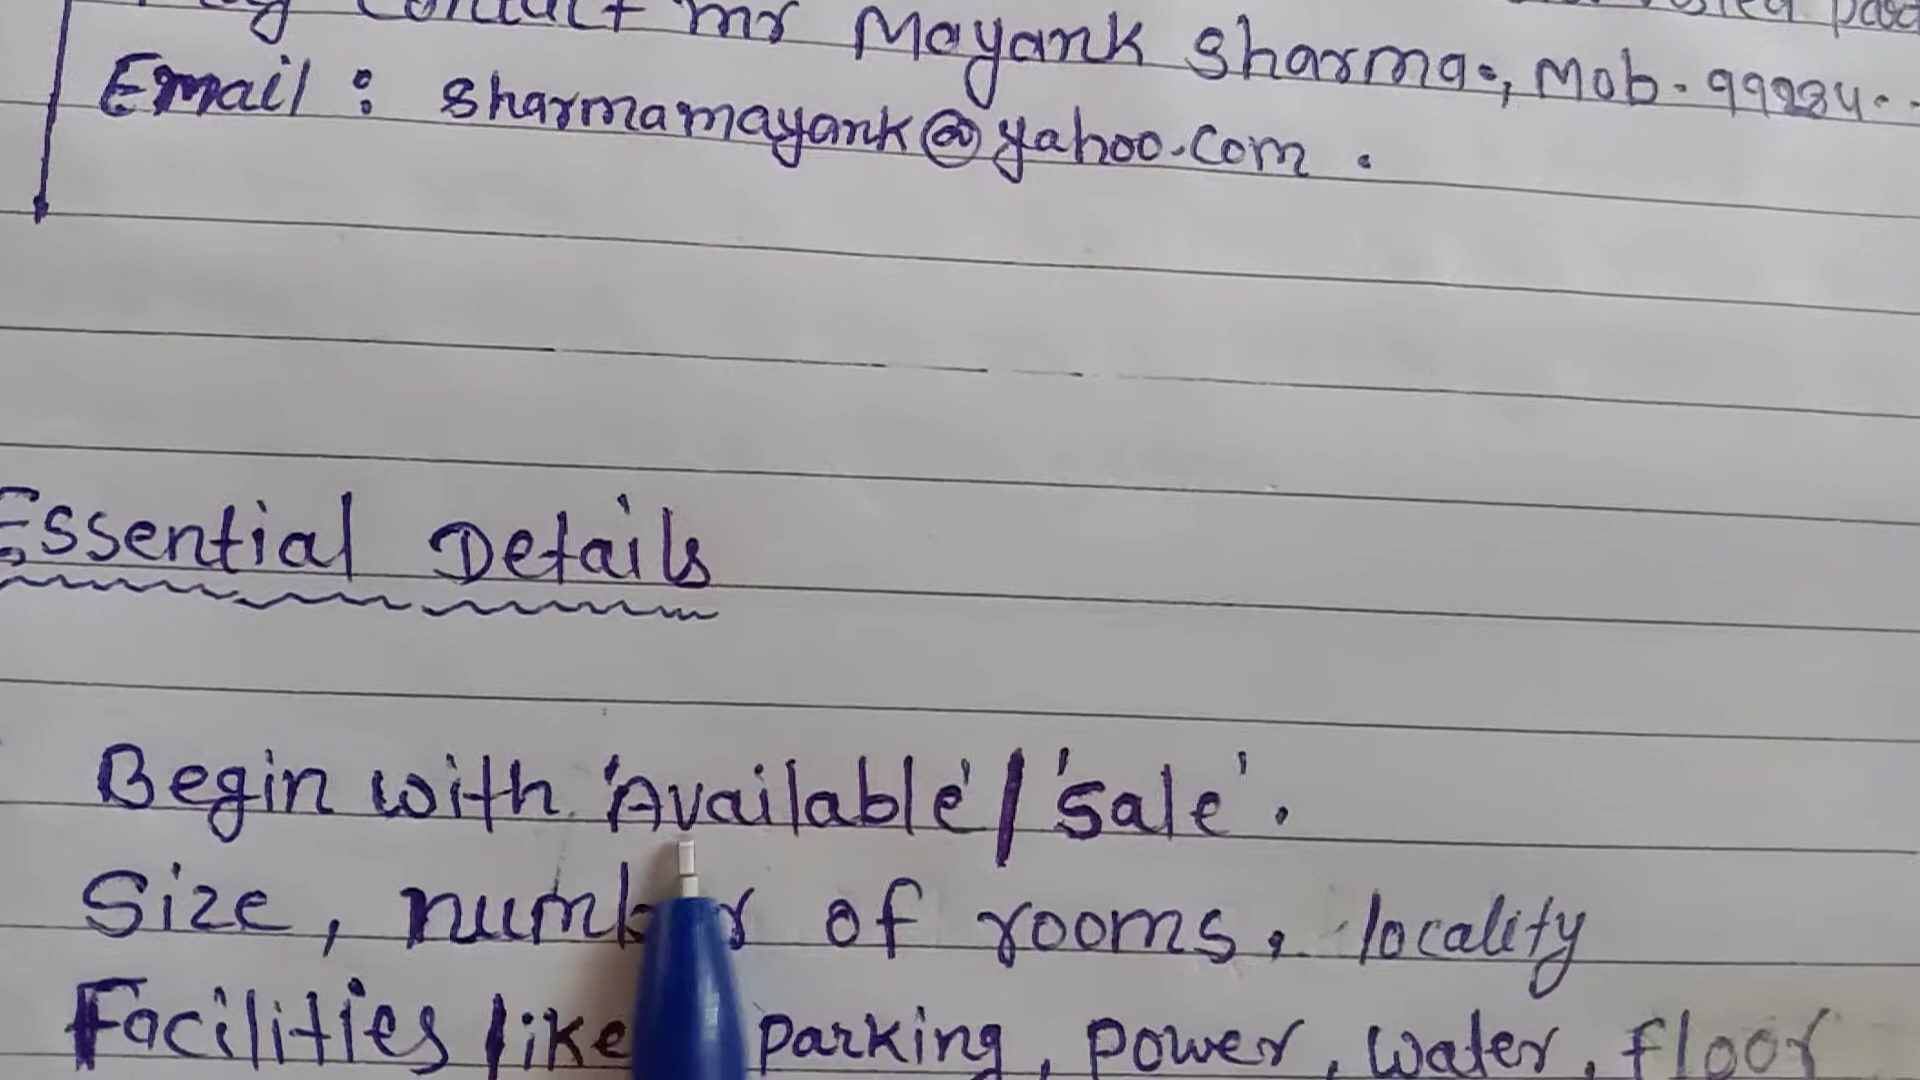 contact mr Mayank Sharma, Mob. 99234..
Email : sharmamayank@yahoo.com.
Essential Details
Begin with 'Available' / 'Sale'.
Size, number of rooms, locality
Facilities like parking, power, water, floor